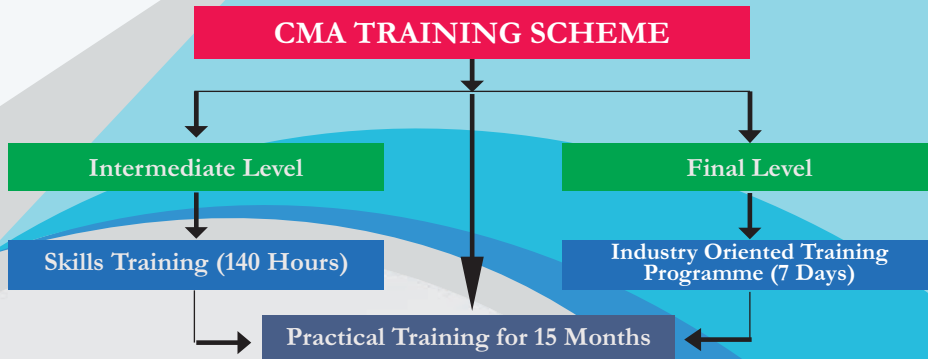 CMA TRAINING SCHEME
Intermediate Level
Final Level
Skills Training (140 Hours)
Industry Oriented Training
Programme (7 Days)
Practical Training for 15 Months